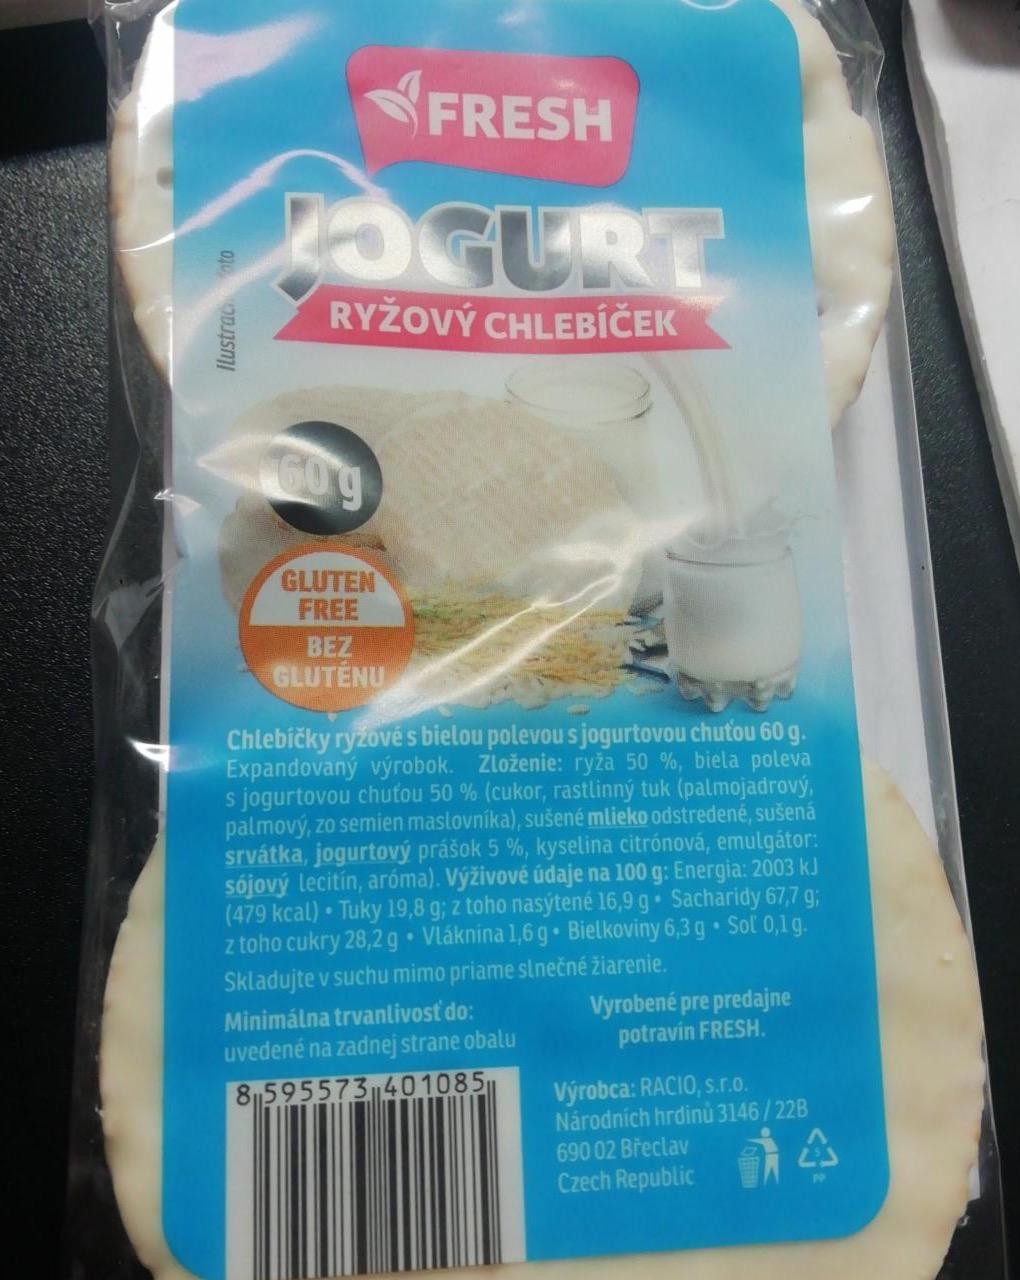 FRESH
JOGURT
RYŽOVÝ CHLEBÍČEK
60 g
GLUTEN
FREE
BEZ
GLUTÉNU
Chlebíčky ryžové s bielou polevou s jogurtovou chuťou 60 g.
Expandovaný výrobok. Zloženie: ryža 50 %, biela poleva
s jogurtovou chuťou 50 % (cukor, rastlinný tuk (palmojadrový,
palmový, zo semien maslovníka), sušené mlieko odstredené, sušená
srvátka, jogurtový prášok 5 %, kyselina citrónová, emulgátor:
sójový lecitín, aróma). Výživové údaje na 100 g: Energia: 2003 kJ
(479 kcal) • Tuky 19,8 g; z toho nasýtené 16,9 g • Sacharidy 67,7 g;
z toho cukry 28,2 g • Vláknina 1,6 g • Bielkoviny 6,3 g • Soľ 0,1 g.
Skladujte v suchu mimo priame slnečné žiarenie.
Minimálna trvanlivosť do:
uvedené na zadnej strane obalu
Vyrobené pre predajne
potravín FRESH.
8 595573 401085
Výrobca: RACIO, s.r.o.
Národních hrdinů 3146 / 22B
690 02 Břeclav
Czech Republic
5
PP